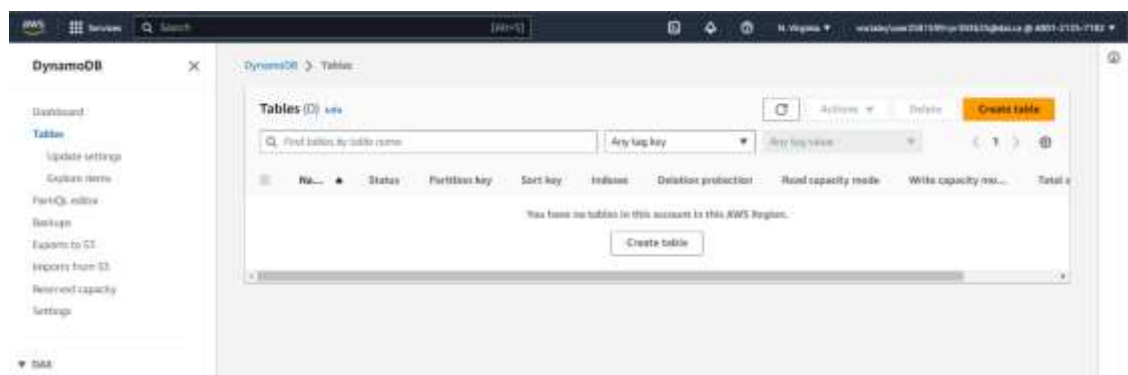 aws
Services
Search
[Alt+S]
N. Virginia
DynamoDB
Dashboard
Tables
Update settings
Explore items
PartiQL editor
Backups
Exports to S3
Imports from S3
Reserved capacity
Settings
DAX
DynamoDB > Tables
Tables (0) Info
Actions
Delete
Create table
Find tables by table name
Any tag key
Any tag value
1
Na...
Status
Partition key
Sort key
Indexes
Deletion protection
Read capacity mode
Write capacity mo...
Total s
You have no tables in this account in this AWS Region.
Create table